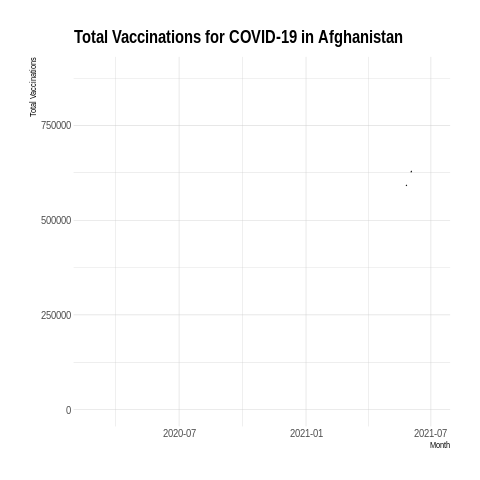 Total Vaccinations for COVID-19 in Afghanistan
Total Vaccinations
750000
500000
250000
0
2020-07 2021-01 2021-07
Month